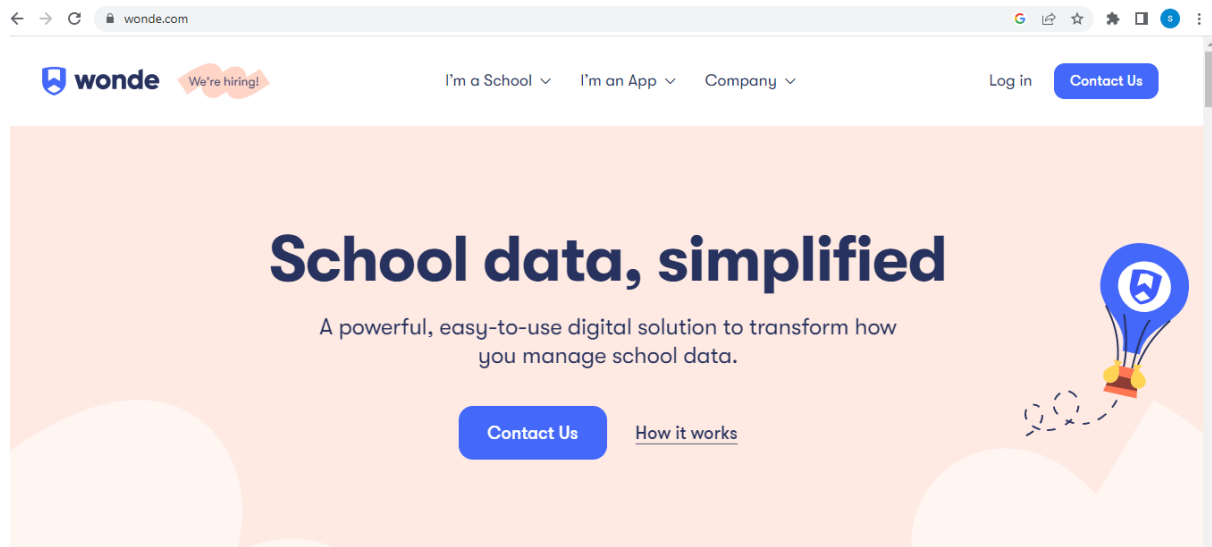 wonde.com
S
wonde
We're hiring!
I'm a School
I'm an App
Company
Log in
Contact Us
School data, simplified
A powerful, easy-to-use digital solution to transform how
you manage school data.
Contact Us
How it works